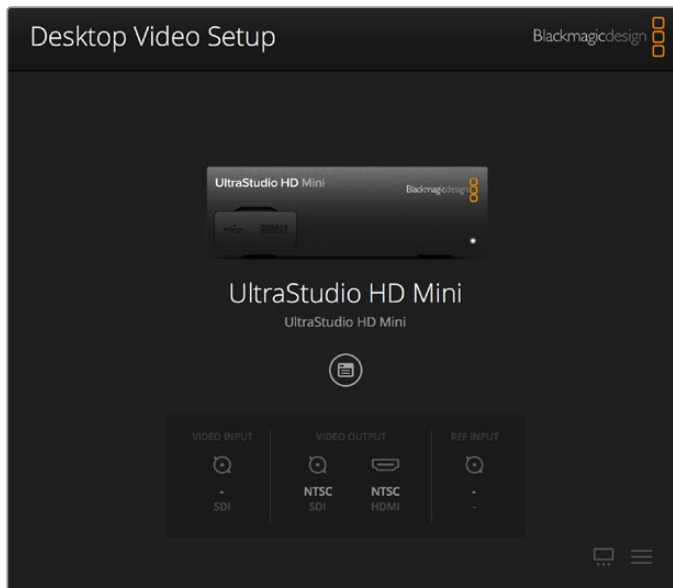 Desktop Video Setup
Blackmagicdesign
UltraStudio HD Mini
Blackmagicdesign
UltraStudio HD Mini
UltraStudio HD Mini
VIDEO INPUT
VIDEO OUTPUT
REF INPUT
-
NTSC
NTSC
-
SDI
SDI
HDMI
-